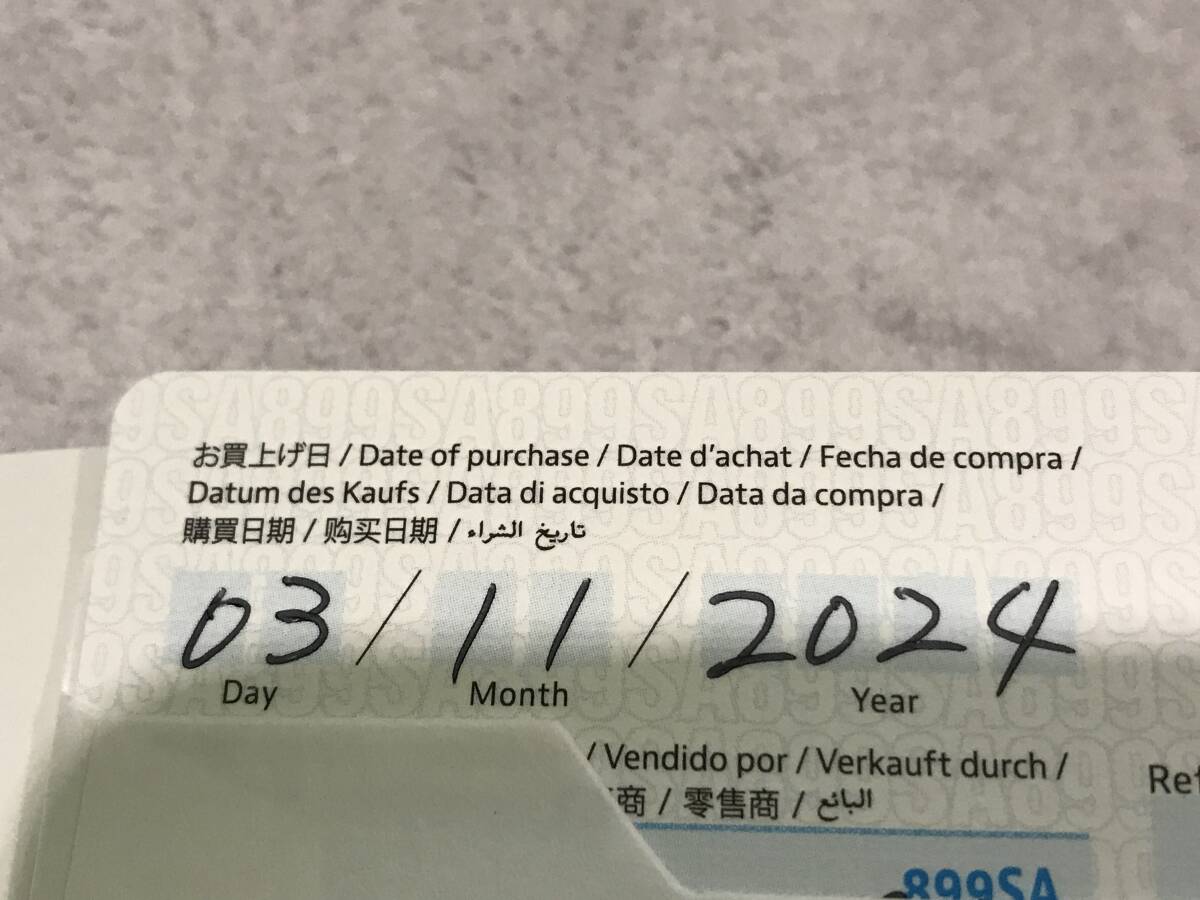 お買上げ日 / Date of purchase / Date d'achat / Fecha de compra /
Datum des Kaufs / Data di acquisto / Data da compra /
購買日期 / 购买日期 / تاريخ الشراء
03/11/2024
Day Month Year
/ Vendido por / Verkauft durch /
商 / 零售商 / البائع
Ref
899SA